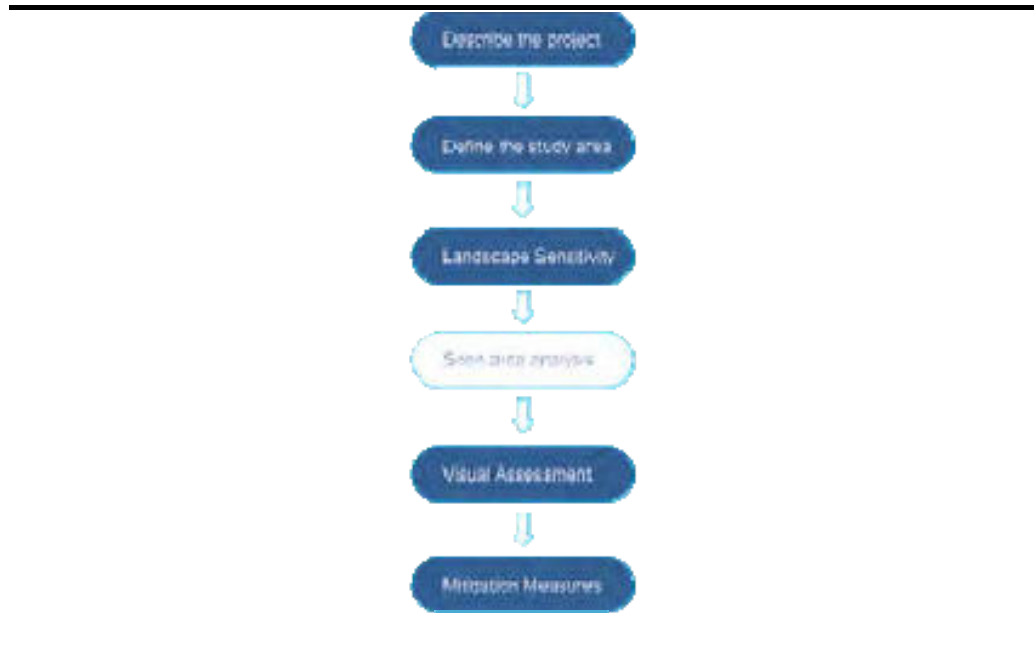 Describe the project
Define the study area
Landscape Sensitivity
Seen area analysis
Visual Assessment
Mitigation Measures